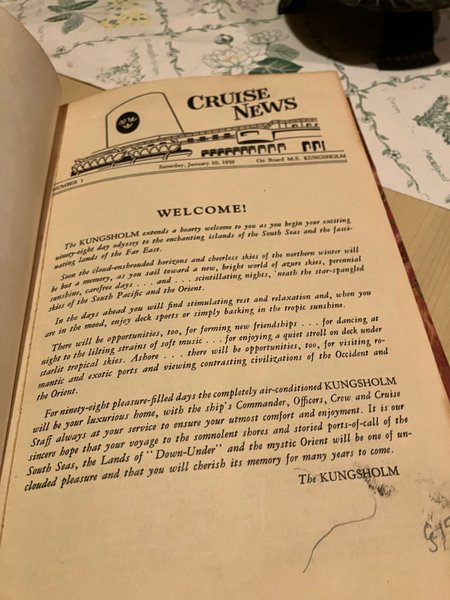 CRUISE
NEWS
NUMBER 1
Saturday, January 10, 1959
On Board M.S. KUNGSHOLM
WELCOME!
The KUNGSHOLM extends a hearty welcome to you as you begin your exciting
ninety-eight day odyssey to the enchanting islands of the South Seas and the fasci-
nating lands of the Far East.
Soon the cloud-enshrouded horizons and cheerless skies of the northern winter will
be but a memory, as you sail toward a new, bright world of azure skies, perennial
sunshine, carefree days . . . and . . . scintillating nights, 'neath the star-spangled
skies of the South Pacific and the Orient.
In the days ahead you will find stimulating rest and relaxation and, when you
are in the mood, enjoy deck sports or simply basking in the tropic sunshine.
There will be opportunities, too, for forming new friendships . . . for dancing at
night to the lilting strains of soft music . . . for enjoying a quiet stroll on deck under
starlit tropical skies. Ashore . . . there will be opportunities, too, for visiting ro-
mantic and exotic ports and viewing contrasting civilizations of the Occident and
the Orient.
For ninety-eight pleasure-filled days the completely air-conditioned KUNGSHOLM
will be your luxurious home, with the ship's Commander, Officers, Crew and Cruise
Staff always at your service to ensure your utmost comfort and enjoyment. It is our
sincere hope that your voyage to the somnolent shores and storied ports-of-call of the
South Seas, the Lands of "Down-Under" and the mystic Orient will be one of un-
clouded pleasure and that you will cherish its memory for many years to come.
The KUNGSHOLM